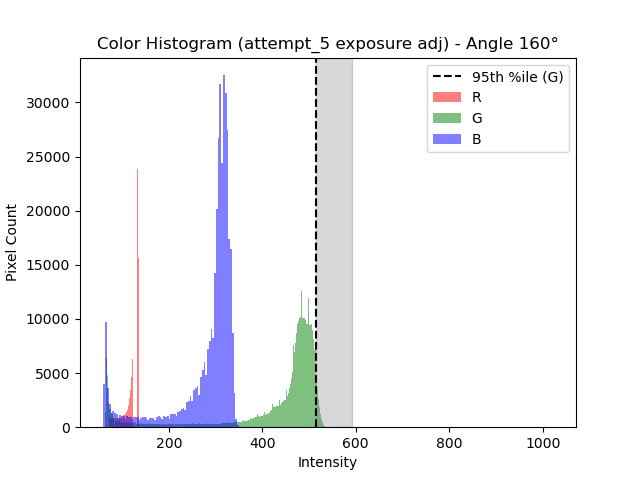 Color Histogram (attempt_5 exposure adj) - Angle 160°
95th %ile (G)
R
G
B
30000
25000
20000
15000
10000
5000
0
Pixel Count
200 400 600 800 1000
Intensity